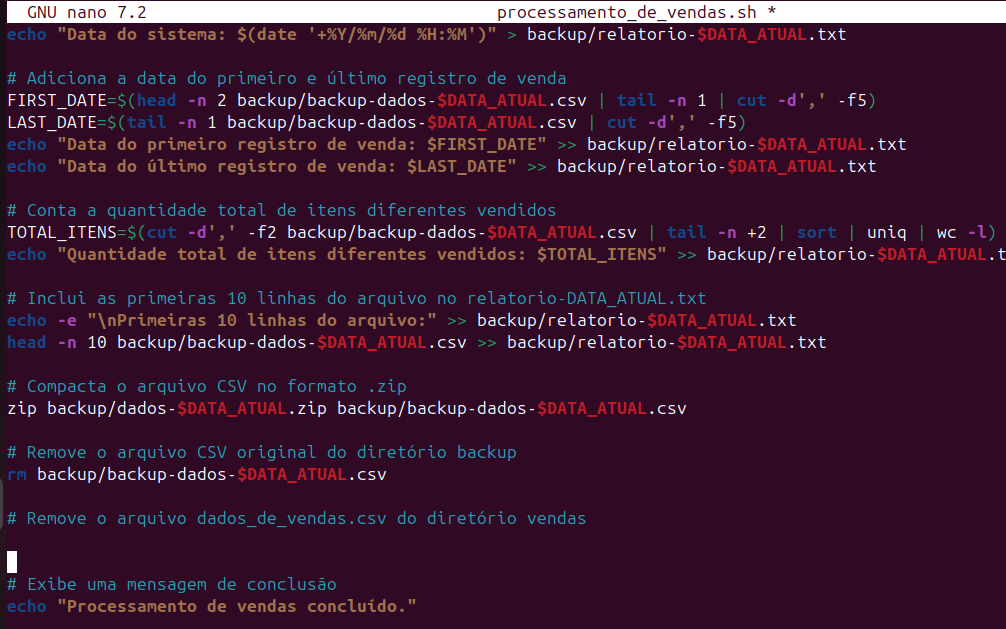 GNU nano 7.2 processamento_de_vendas.sh *
echo "Data do sistema: $(date '+%Y/%m/%d %H:%M')" > backup/relatorio-$DATA_ATUAL.txt
# Adiciona a data do primeiro e último registro de venda
FIRST_DATE=$(head -n 2 backup/backup-dados-$DATA_ATUAL.csv | tail -n 1 | cut -d',' -f5)
LAST_DATE=$(tail -n 1 backup/backup-dados-$DATA_ATUAL.csv | cut -d',' -f5)
echo "Data do primeiro registro de venda: $FIRST_DATE" >> backup/relatorio-$DATA_ATUAL.txt
echo "Data do último registro de venda: $LAST_DATE" >> backup/relatorio-$DATA_ATUAL.txt
# Conta a quantidade total de itens diferentes vendidos
TOTAL_ITENS=$(cut -d',' -f2 backup/backup-dados-$DATA_ATUAL.csv | tail -n +2 | sort | uniq | wc -l)
echo "Quantidade total de itens diferentes vendidos: $TOTAL_ITENS" >> backup/relatorio-$DATA_ATUAL.t
# Inclui as primeiras 10 linhas do arquivo no relatorio-DATA_ATUAL.txt
echo -e "\nPrimeiras 10 linhas do arquivo:" >> backup/relatorio-$DATA_ATUAL.txt
head -n 10 backup/backup-dados-$DATA_ATUAL.csv >> backup/relatorio-$DATA_ATUAL.txt
# Compacta o arquivo CSV no formato .zip
zip backup/dados-$DATA_ATUAL.zip backup/backup-dados-$DATA_ATUAL.csv
# Remove o arquivo CSV original do diretório backup
rm backup/backup-dados-$DATA_ATUAL.csv
# Remove o arquivo dados_de_vendas.csv do diretório vendas
# Exibe uma mensagem de conclusão
echo "Processamento de vendas concluído."